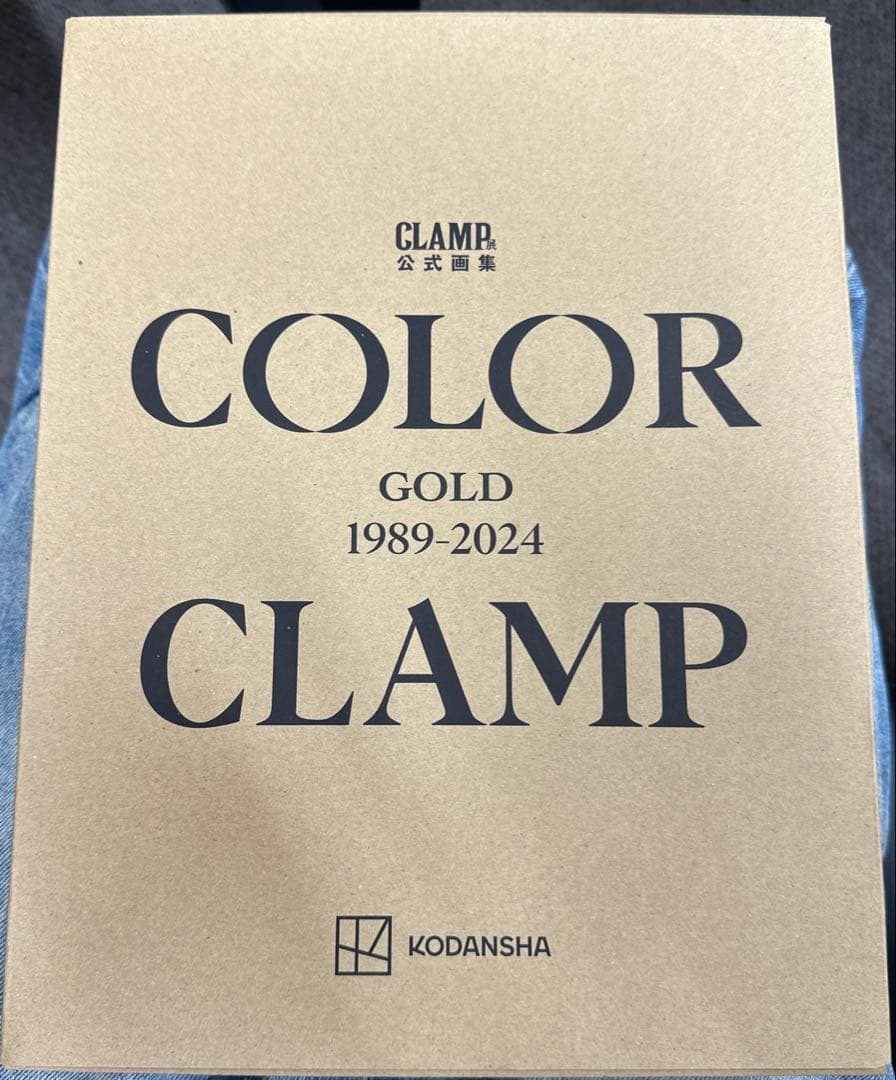 CLAMP展
公式画集
COLOR
GOLD
1989-2024
CLAMP
KODANSHA